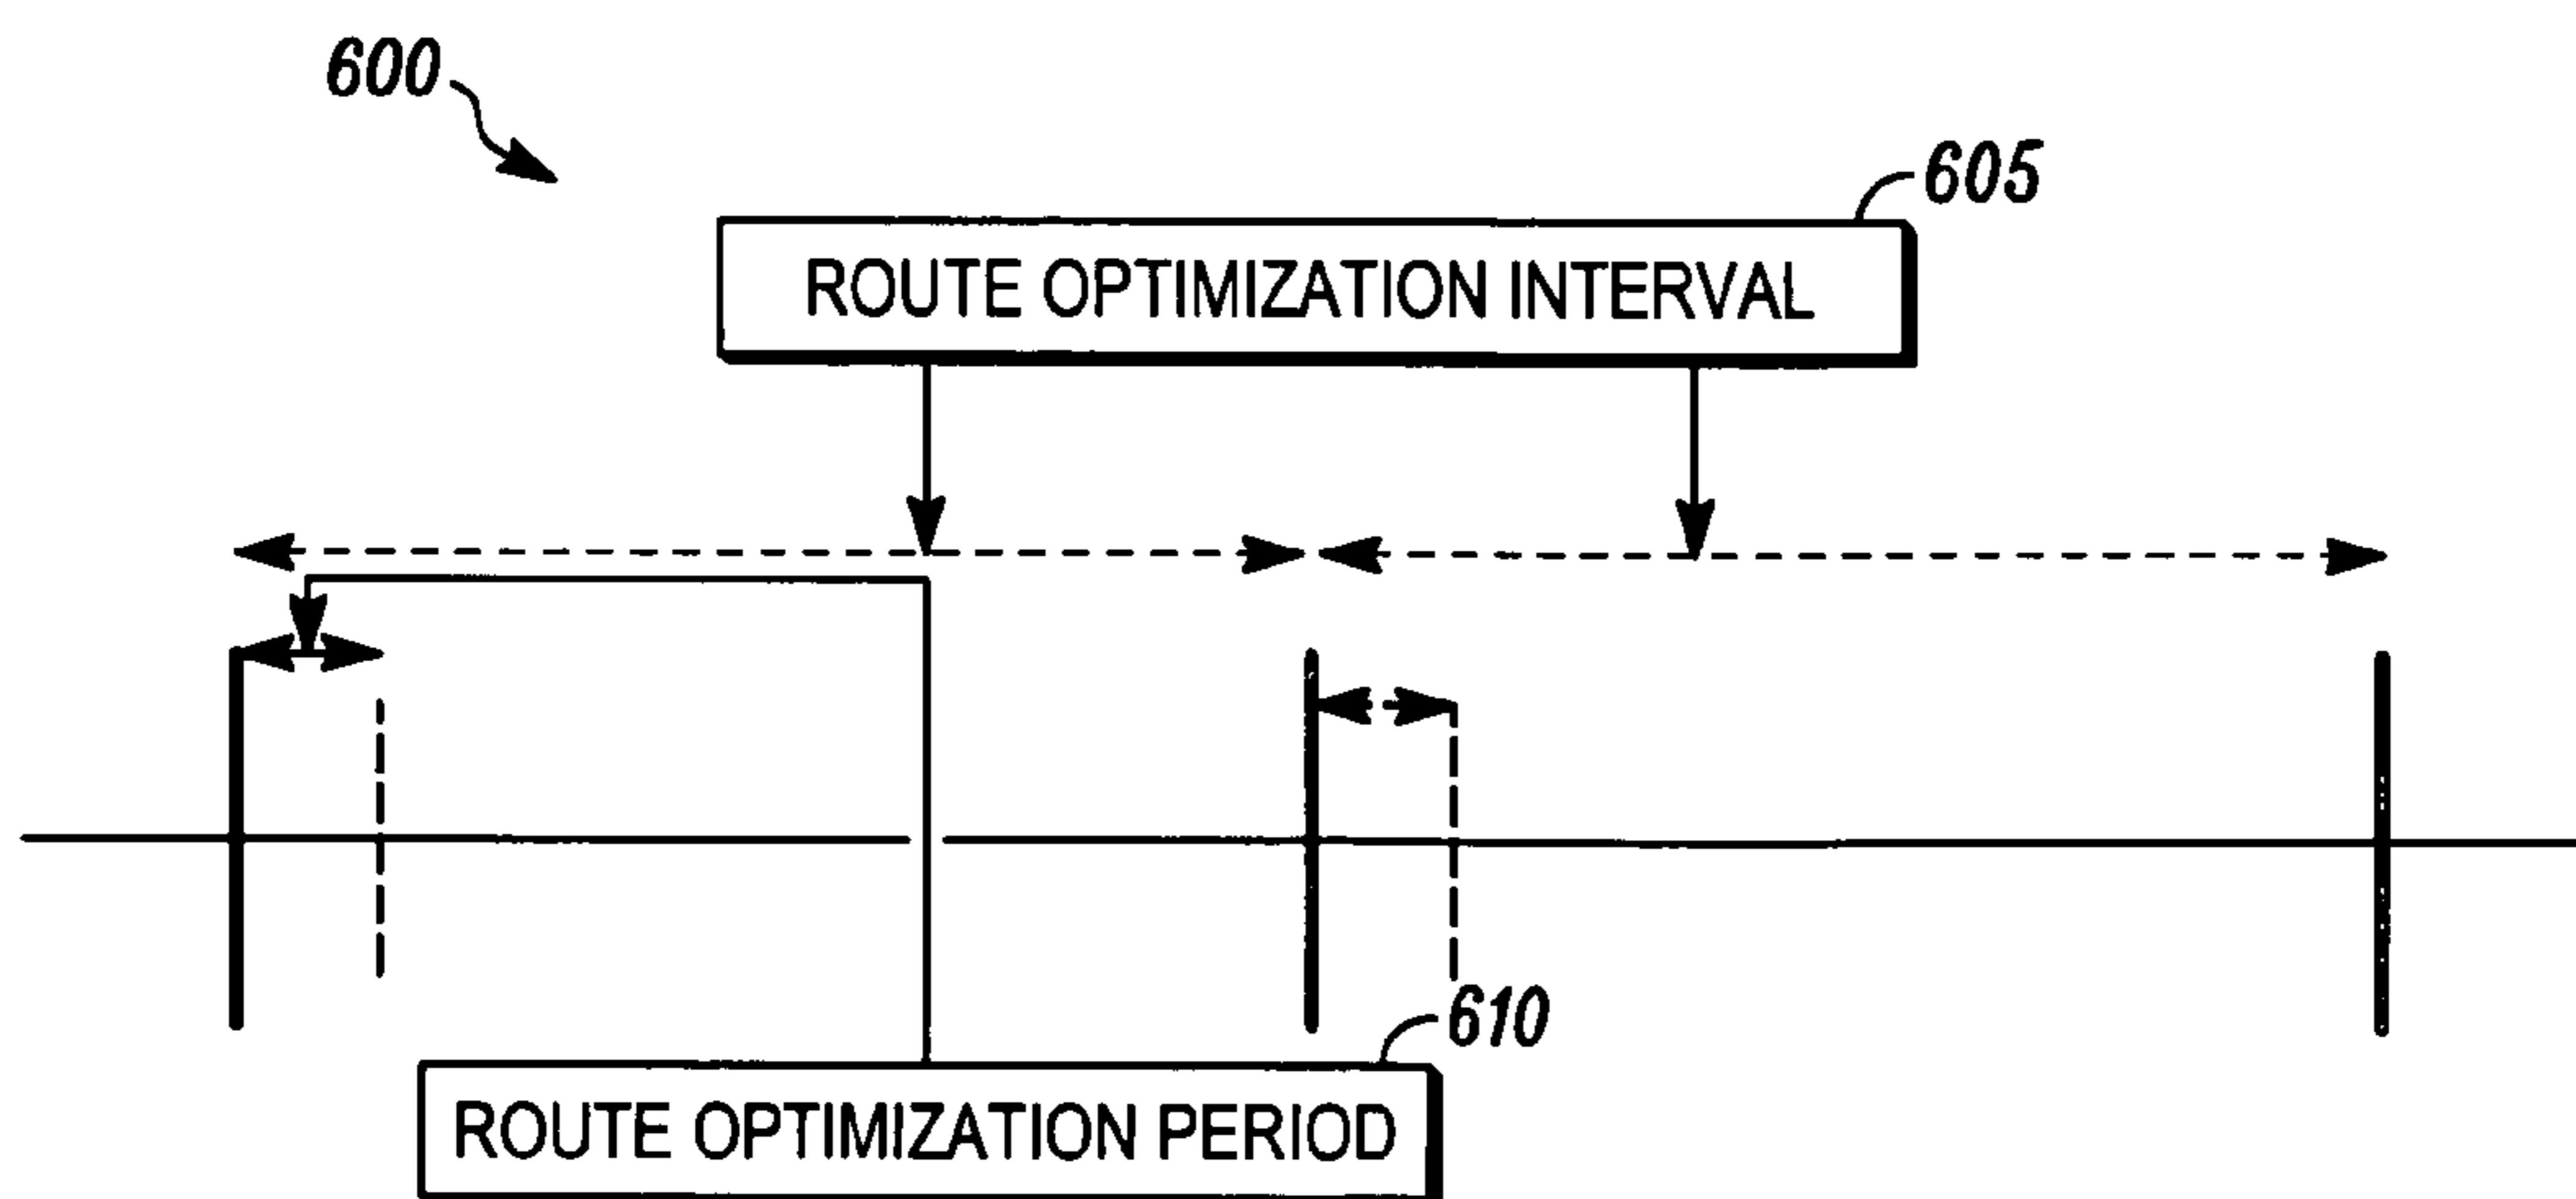 600
605
ROUTE OPTIMIZATION INTERVAL
610
ROUTE OPTIMIZATION PERIOD